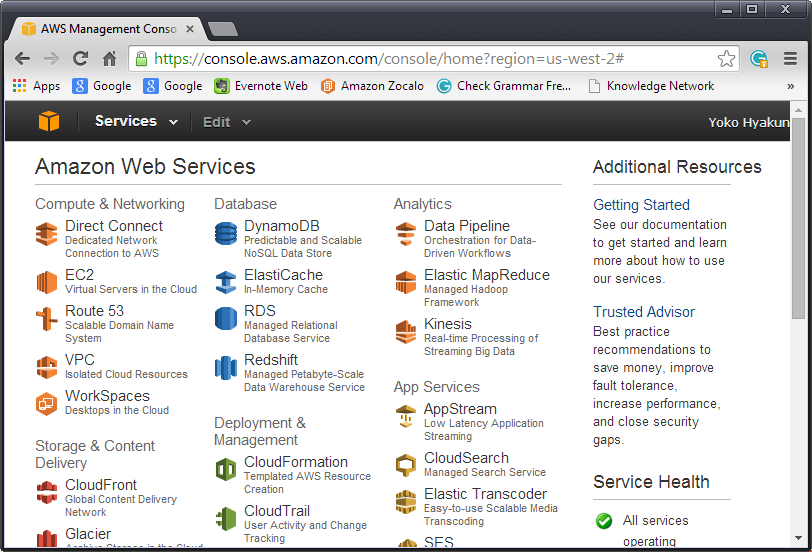 AWS Management Conso
https://console.aws.amazon.com/console/home?region=us-west-2#
Apps
Google
Google
Evernote Web
Amazon Zocalo
Check Grammar Fre...
Knowledge Network
»
Services
Edit
Yoko Hyakun
Amazon Web Services
Compute & Networking
Direct Connect
Dedicated Network
Connection to AWS
EC2
Virtual Servers in the Cloud
Route 53
Scalable Domain Name
System
VPC
Isolated Cloud Resources
WorkSpaces
Desktops in the Cloud
Storage & Content
Delivery
CloudFront
Global Content Delivery
Network
Glacier
Archive Storage in the Cloud
Database
DynamoDB
Predictable and Scalable
NoSQL Data Store
ElastiCache
In-Memory Cache
RDS
Managed Relational
Database Service
Redshift
Managed Petabyte-Scale
Data Warehouse Service
Deployment &
Management
CloudFormation
Templated AWS Resource
Creation
CloudTrail
User Activity and Change
Tracking
Analytics
Data Pipeline
Orchestration for Data-
Driven Workflows
Elastic MapReduce
Managed Hadoop
Framework
Kinesis
Real-time Processing of
Streaming Big Data
App Services
AppStream
Low Latency Application
Streaming
CloudSearch
Managed Search Service
Elastic Transcoder
Easy-to-use Scalable Media
Transcoding
SES
Additional Resources
Getting Started
See our documentation
to get started and learn
more about how to use
our services.
Trusted Advisor
Best practice
recommendations to
save money, improve
fault tolerance,
increase performance,
and close security
gaps.
Service Health
All services
operating